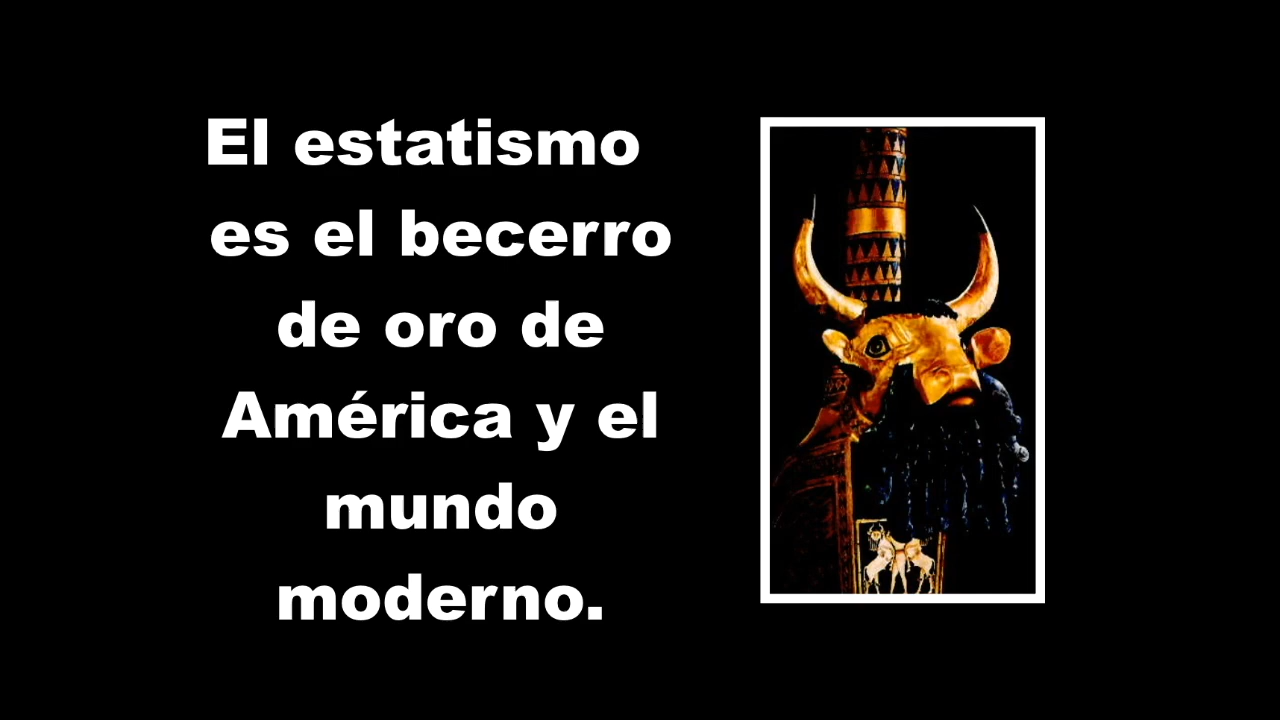 El estatismo
es el becerro
de oro de
América y el
mundo
moderno.